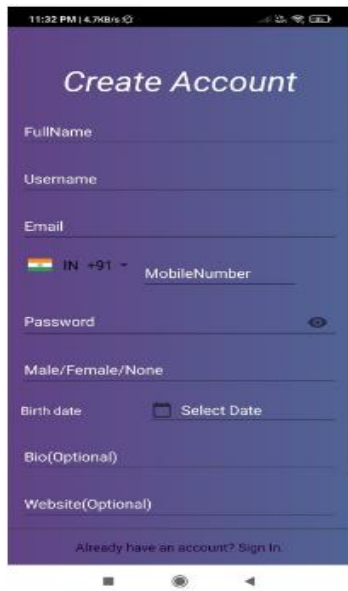 11:32 PM | 4.7KB/s
Create Account
FullName
Username
Email
IN +91
MobileNumber
Password
Male/Female/None
Birth date
Select Date
Bio(Optional)
Website(Optional)
Already have an account? Sign In.